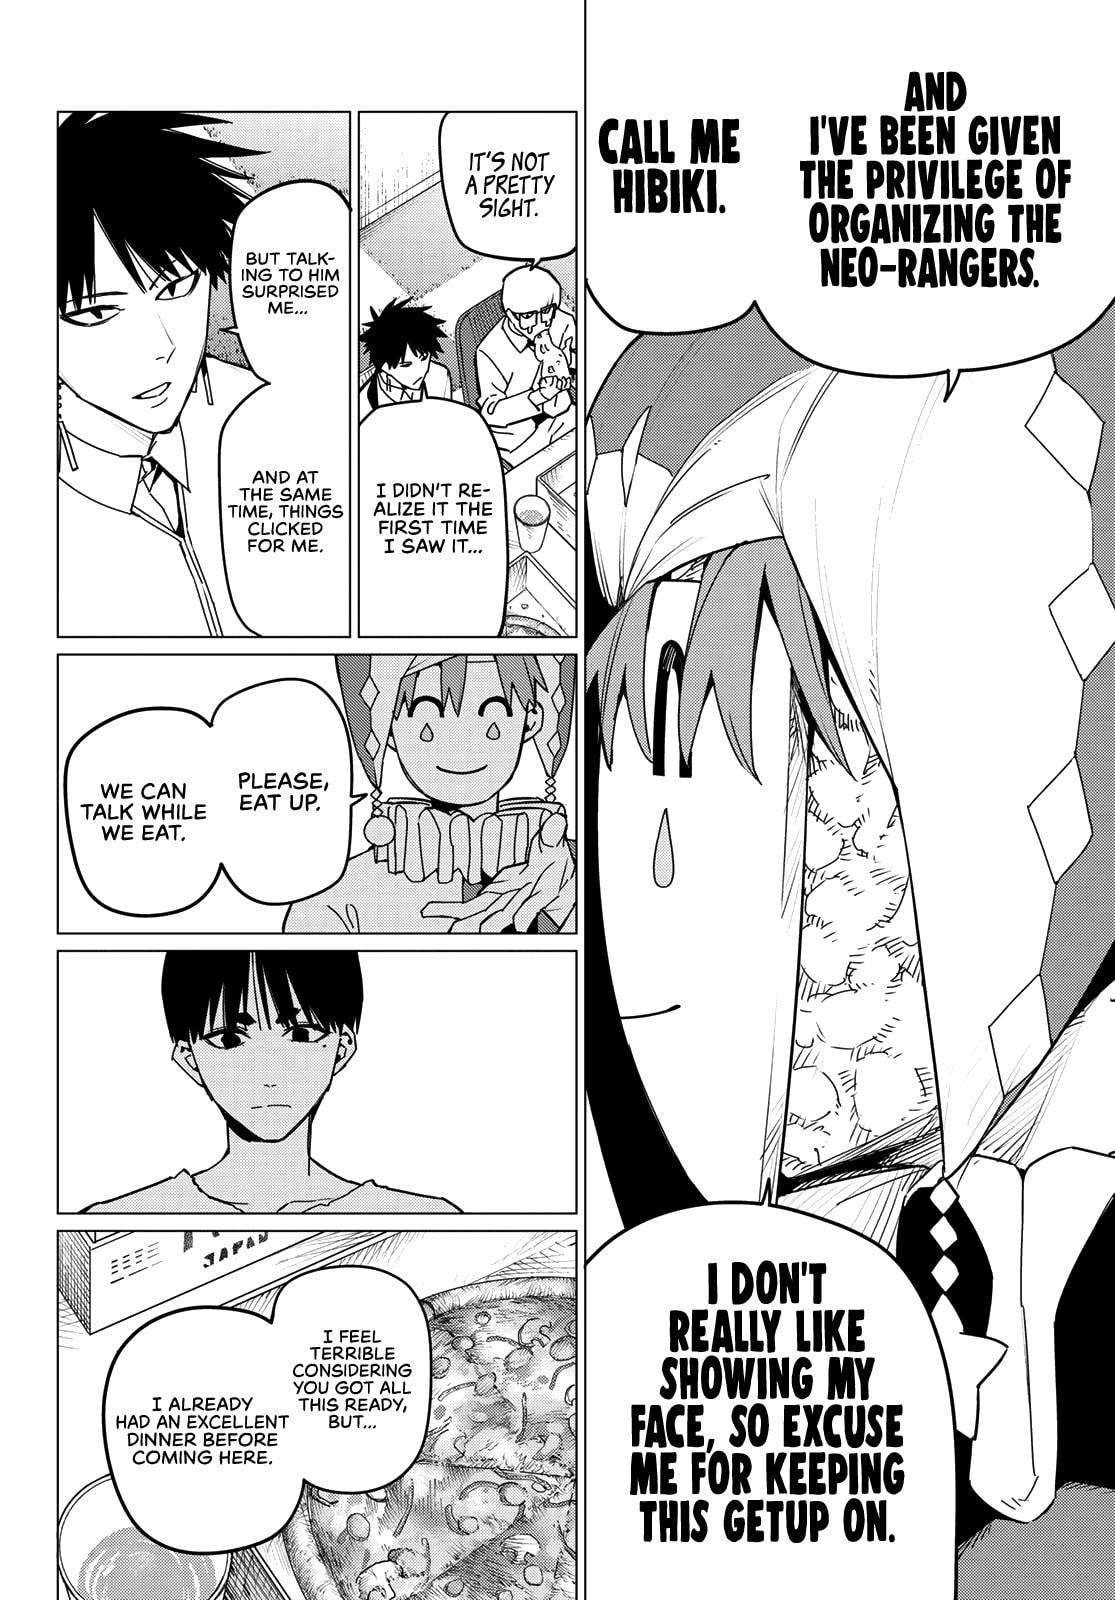 AND
I'VE BEEN GIVEN
THE PRIVILEGE OF
ORGANIZING THE
NEO-RANGERS.
CALL ME
HIBIKI.
I DON'T
REALLY LIKE
SHOWING MY
FACE, SO EXCUSE
ME FOR KEEPING
THIS GETUP ON.
IT'S NOT
A PRETTY
SIGHT.
I DIDN'T RE-
ALIZE IT THE
FIRST TIME
I SAW IT...
BUT TALK-
ING TO HIM
SURPRISED
ME...
AND AT
THE SAME
TIME, THINGS
CLICKED
FOR ME.
PLEASE,
EAT UP.
WE CAN
TALK WHILE
WE EAT.
JAPAN
I FEEL
TERRIBLE
CONSIDERING
YOU GOT ALL
THIS READY,
BUT...
I ALREADY
HAD AN EXCELLENT
DINNER BEFORE
COMING HERE.